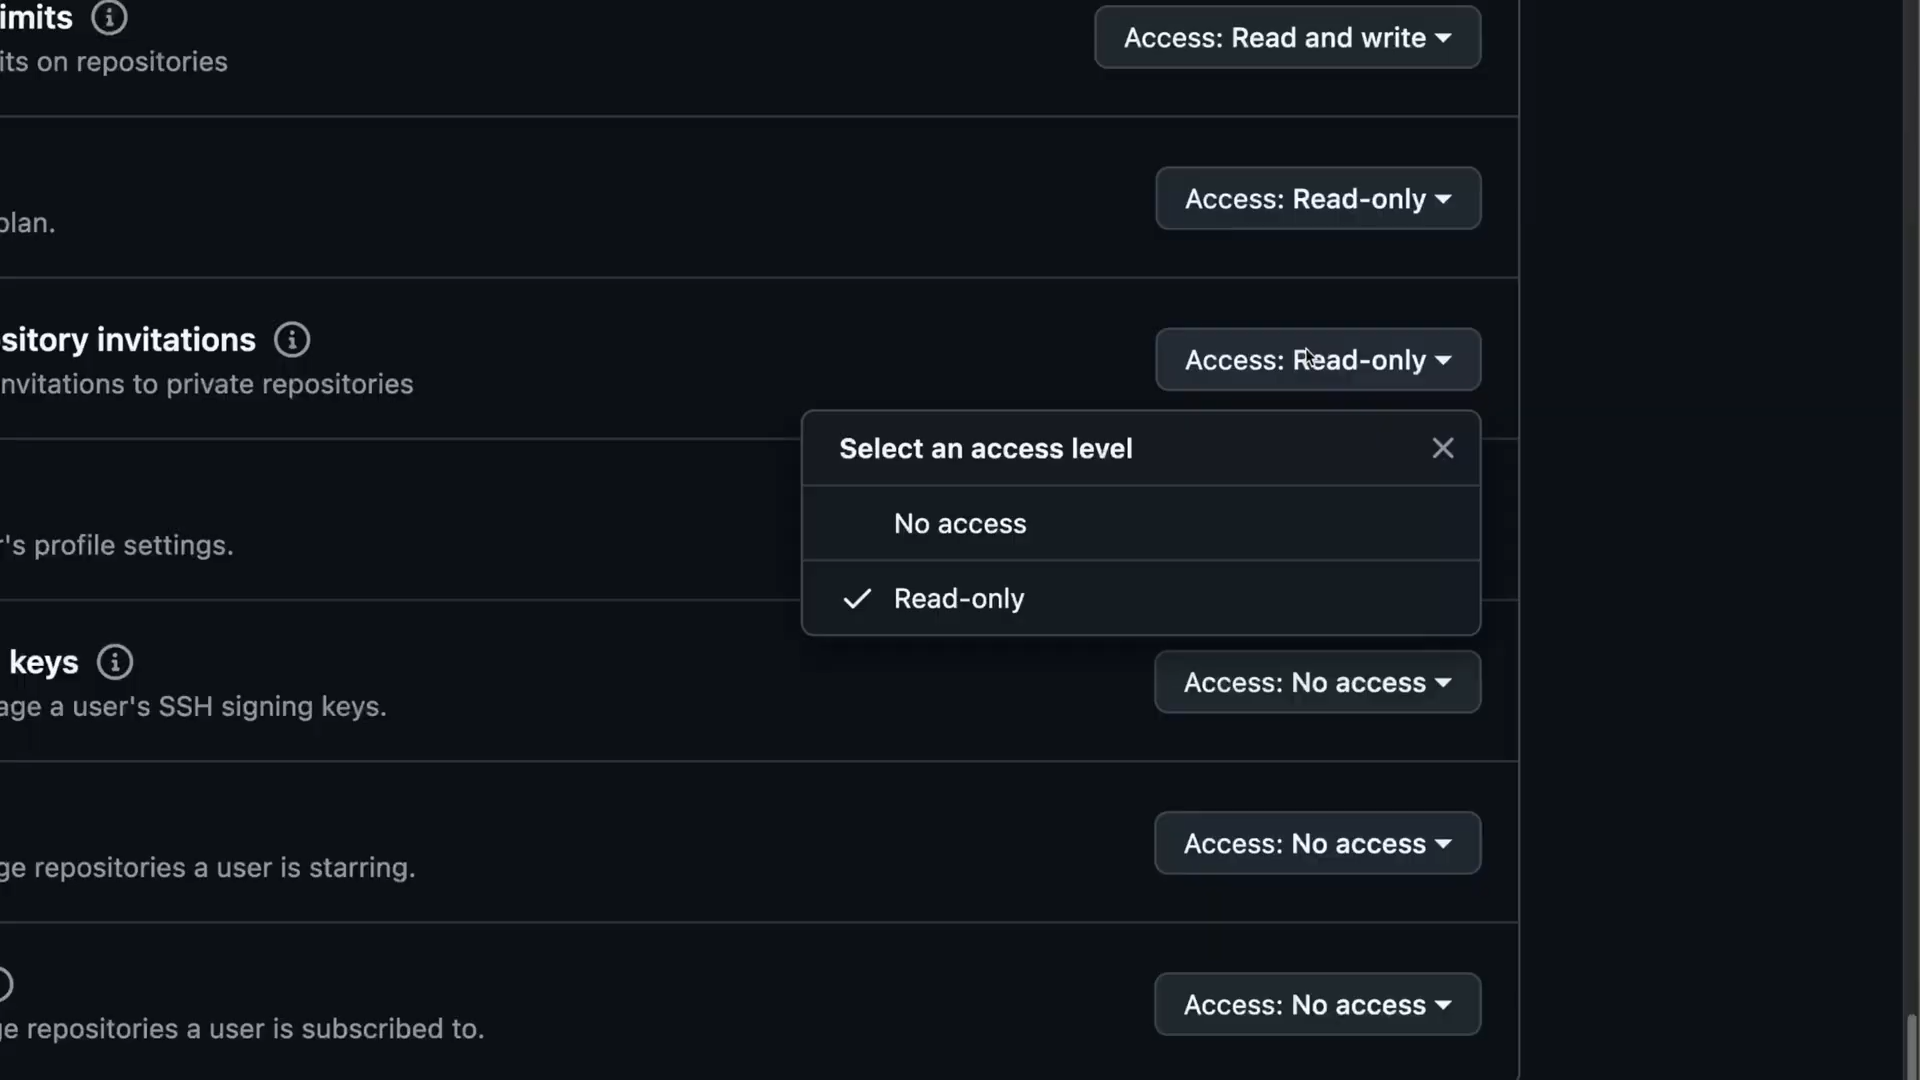 imits
its on repositories
Access: Read and write
plan.
Access: Read-only
sitory invitations
nvitations to private repositories
Access: Read-only
Select an access level
No access
Read-only
r's profile settings.
keys
age a user's SSH signing keys.
Access: No access
ge repositories a user is starring.
Access: No access
ge repositories a user is subscribed to.
Access: No access